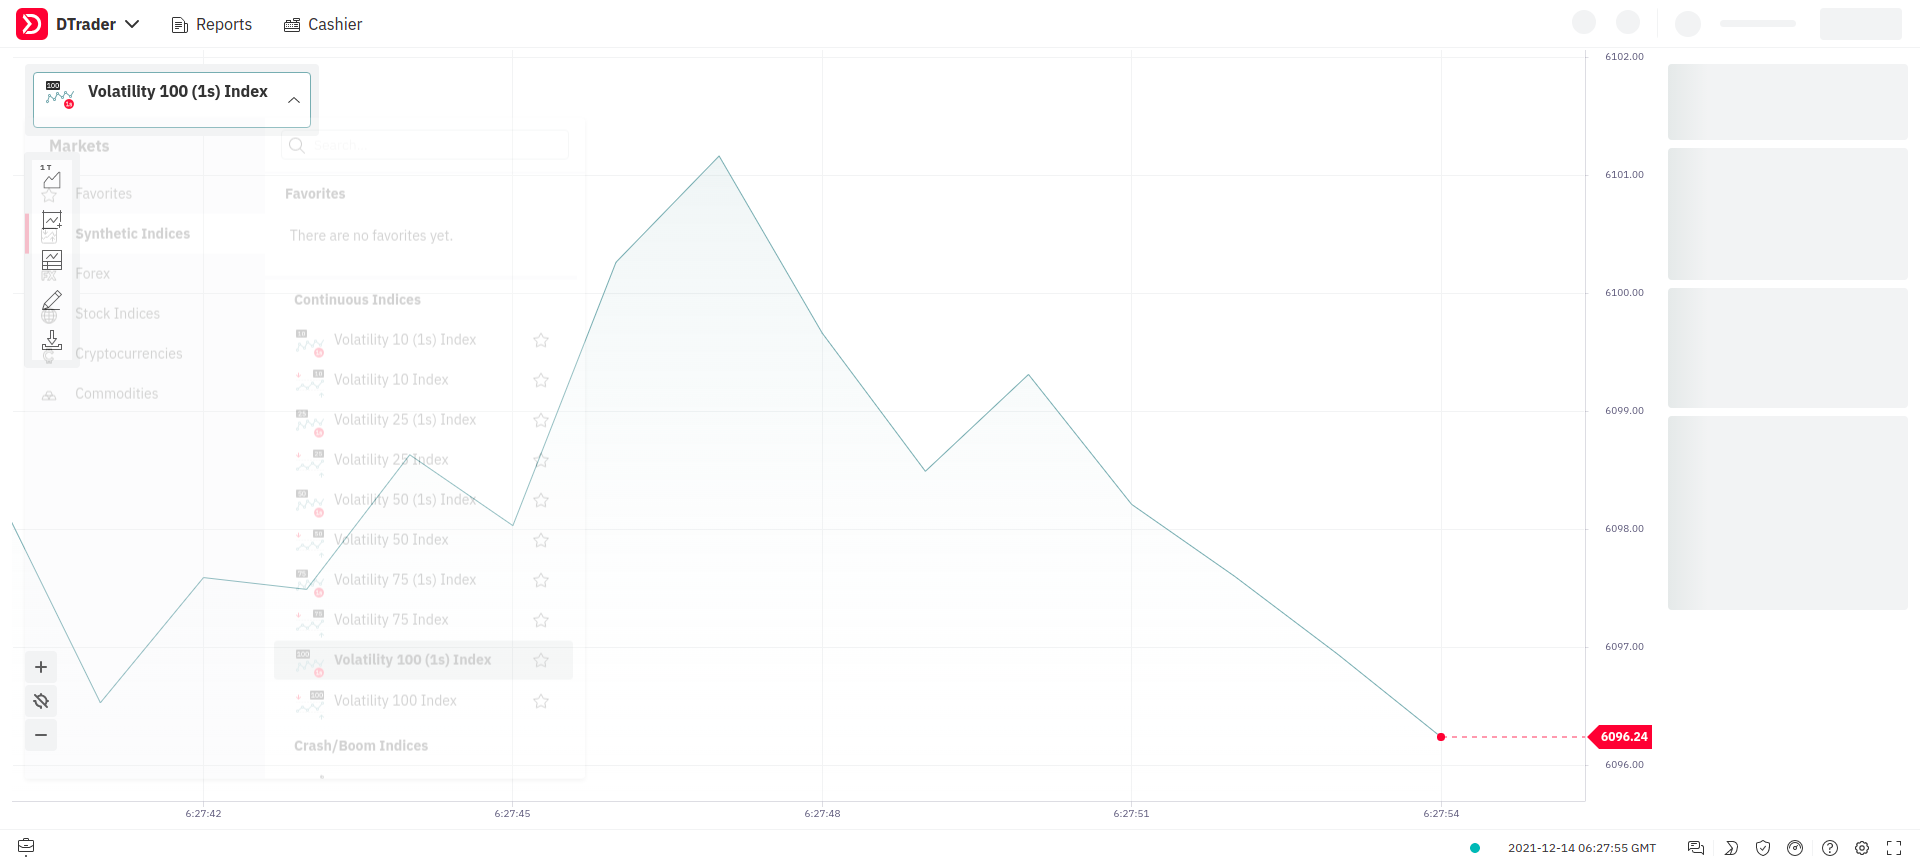 DTrader
Reports
Cashier
Volatility 100 (1s) Index
Markets
Search
1 T
Favorites
Synthetic Indices
Forex
Stock Indices
Cryptocurrencies
Commodities
Favorites
There are no favorites yet.
Continuous Indices
Volatility 10 (1s) Index
Volatility 10 Index
Volatility 25 (1s) Index
Volatility 25 Index
Volatility 50 (1s) Index
Volatility 50 Index
Volatility 75 (1s) Index
Volatility 75 Index
Volatility 100 (1s) Index
Volatility 100 Index
Crash/Boom Indices
6102.00
6101.00
6100.00
6099.00
6098.00
6097.00
6096.24
6096.00
6:27:42
6:27:45
6:27:48
6:27:51
6:27:54
2021-12-14 06:27:55 GMT